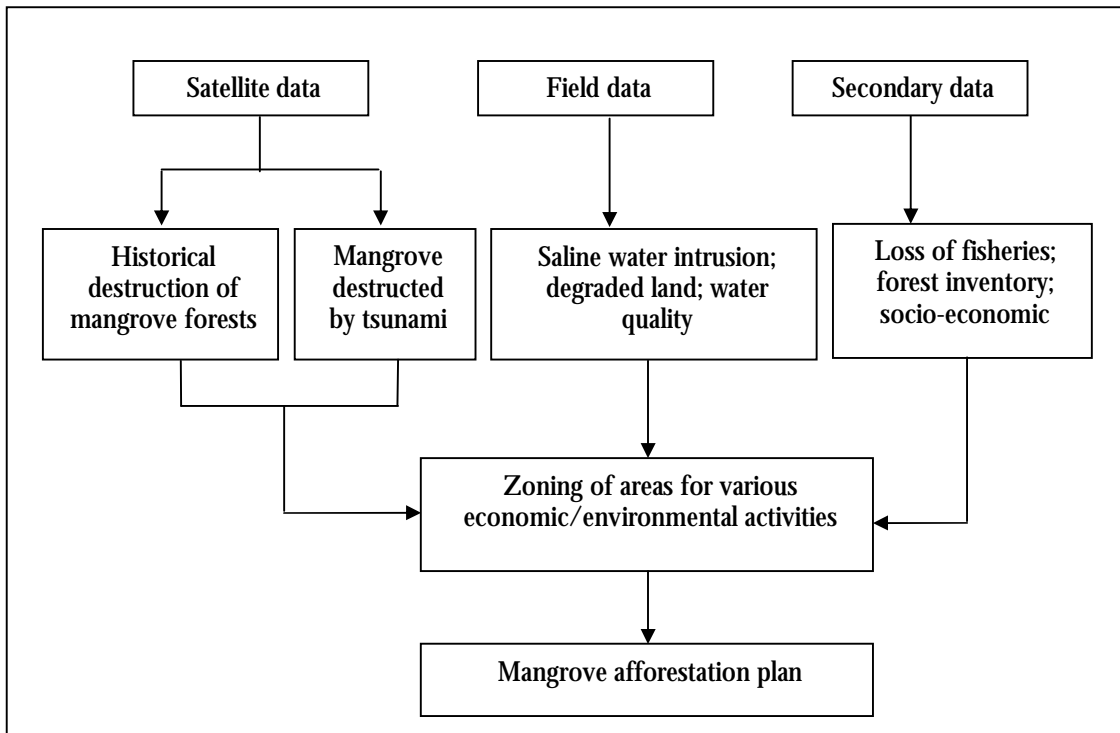 Satellite data
Field data
Secondary data
Historical
destruction of
mangrove forests
Mangrove
destructed
by tsunami
Saline water intrusion;
degraded land; water
quality
Loss of fisheries;
forest inventory;
socio-economic
Zoning of areas for various
economic/environmental activities
Mangrove afforestation plan